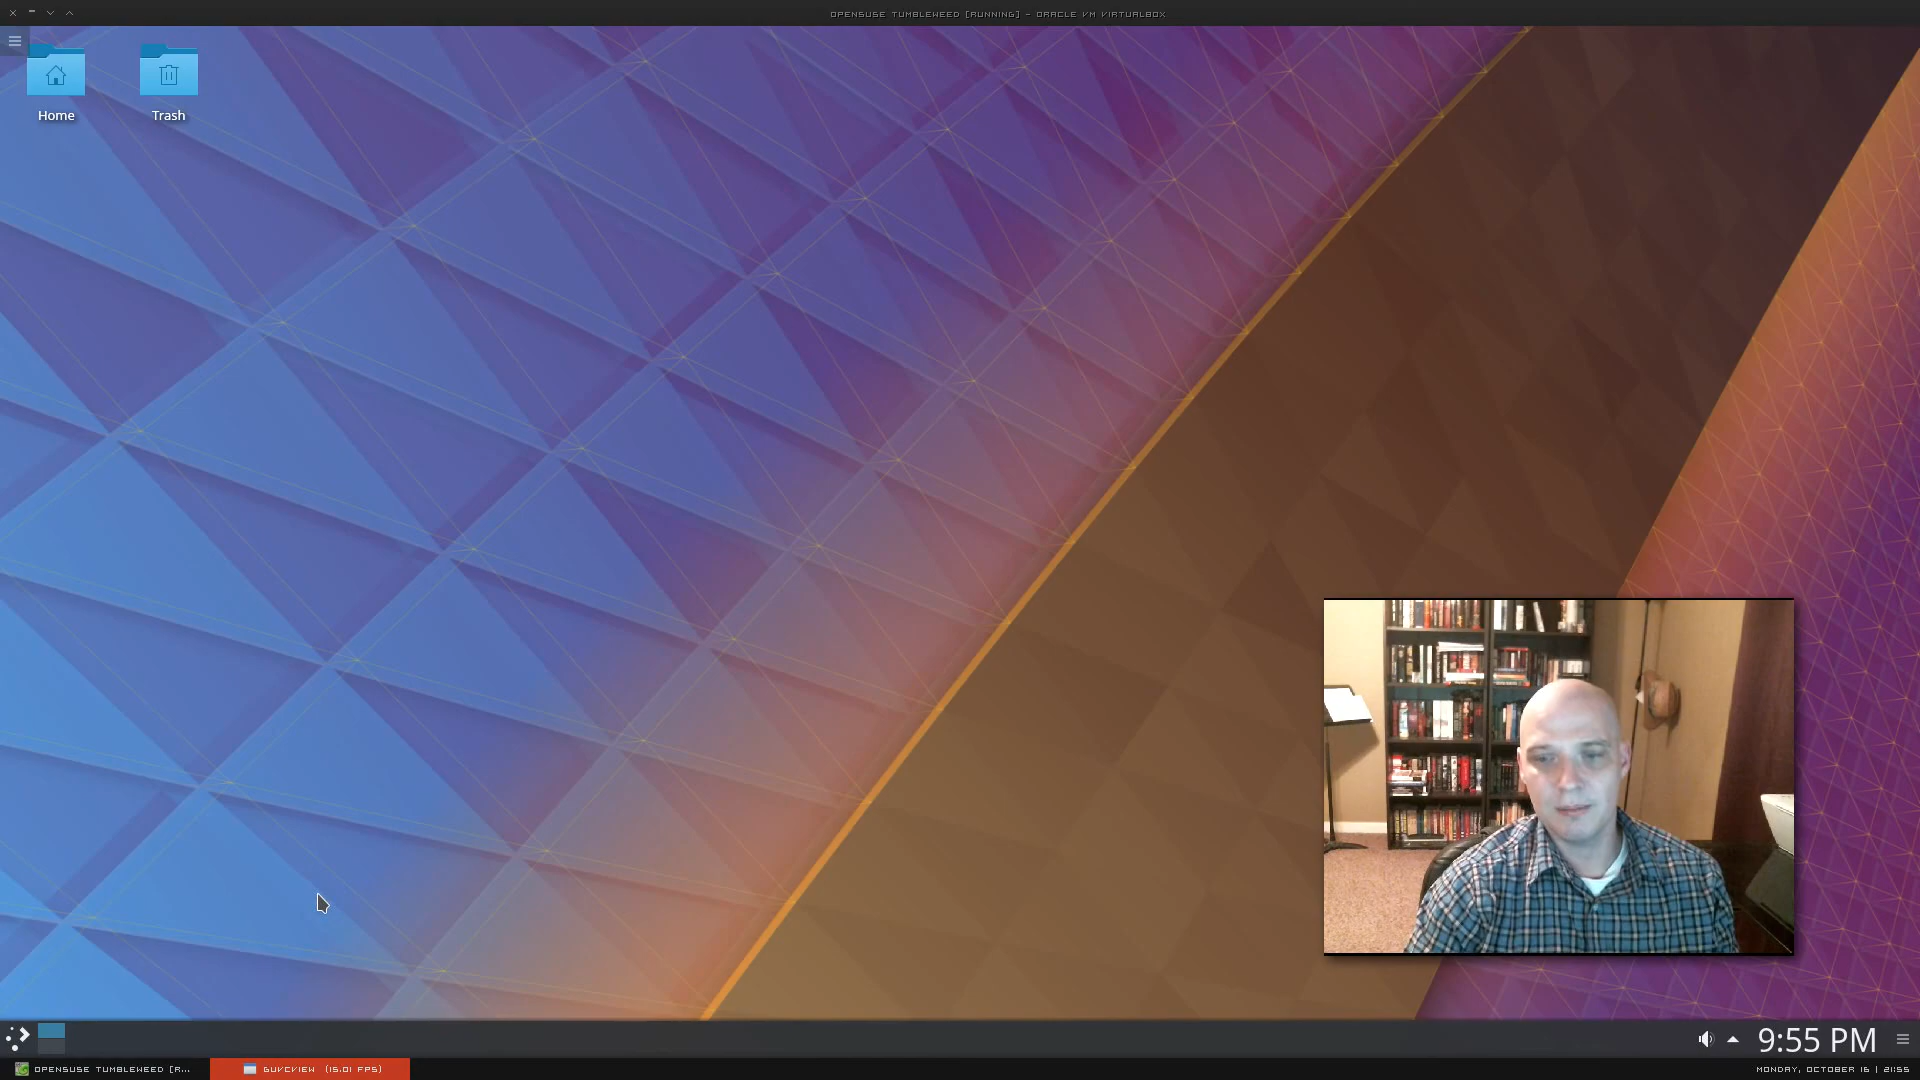 OPENSUSE TUMBLEWEED [RUNNING] - ORACLE VM VIRTUALBOX
Home
Trash
9:55 PM
OPENSUSE TUMBLEWEED [R...
GUVCVIEW (15.01 FPS)
MONDAY, OCTOBER 16 | 21:55